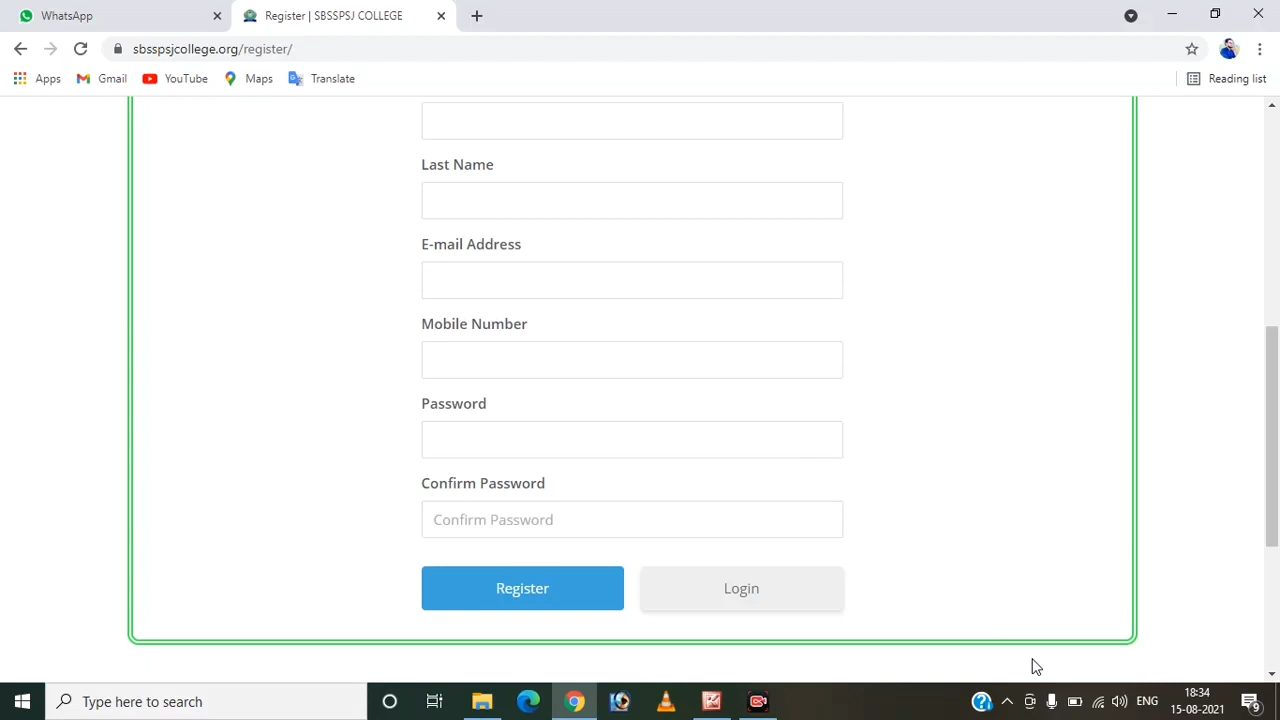 WhatsApp
Register | SBSSPSJ COLLEGE
sbsspsjcollege.org/register/
Apps Gmail YouTube Maps Translate Reading list
Last Name
E-mail Address
Mobile Number
Password
Confirm Password
Confirm Password
Register Login
Type here to search
ENG
18:34
15-08-2021
9